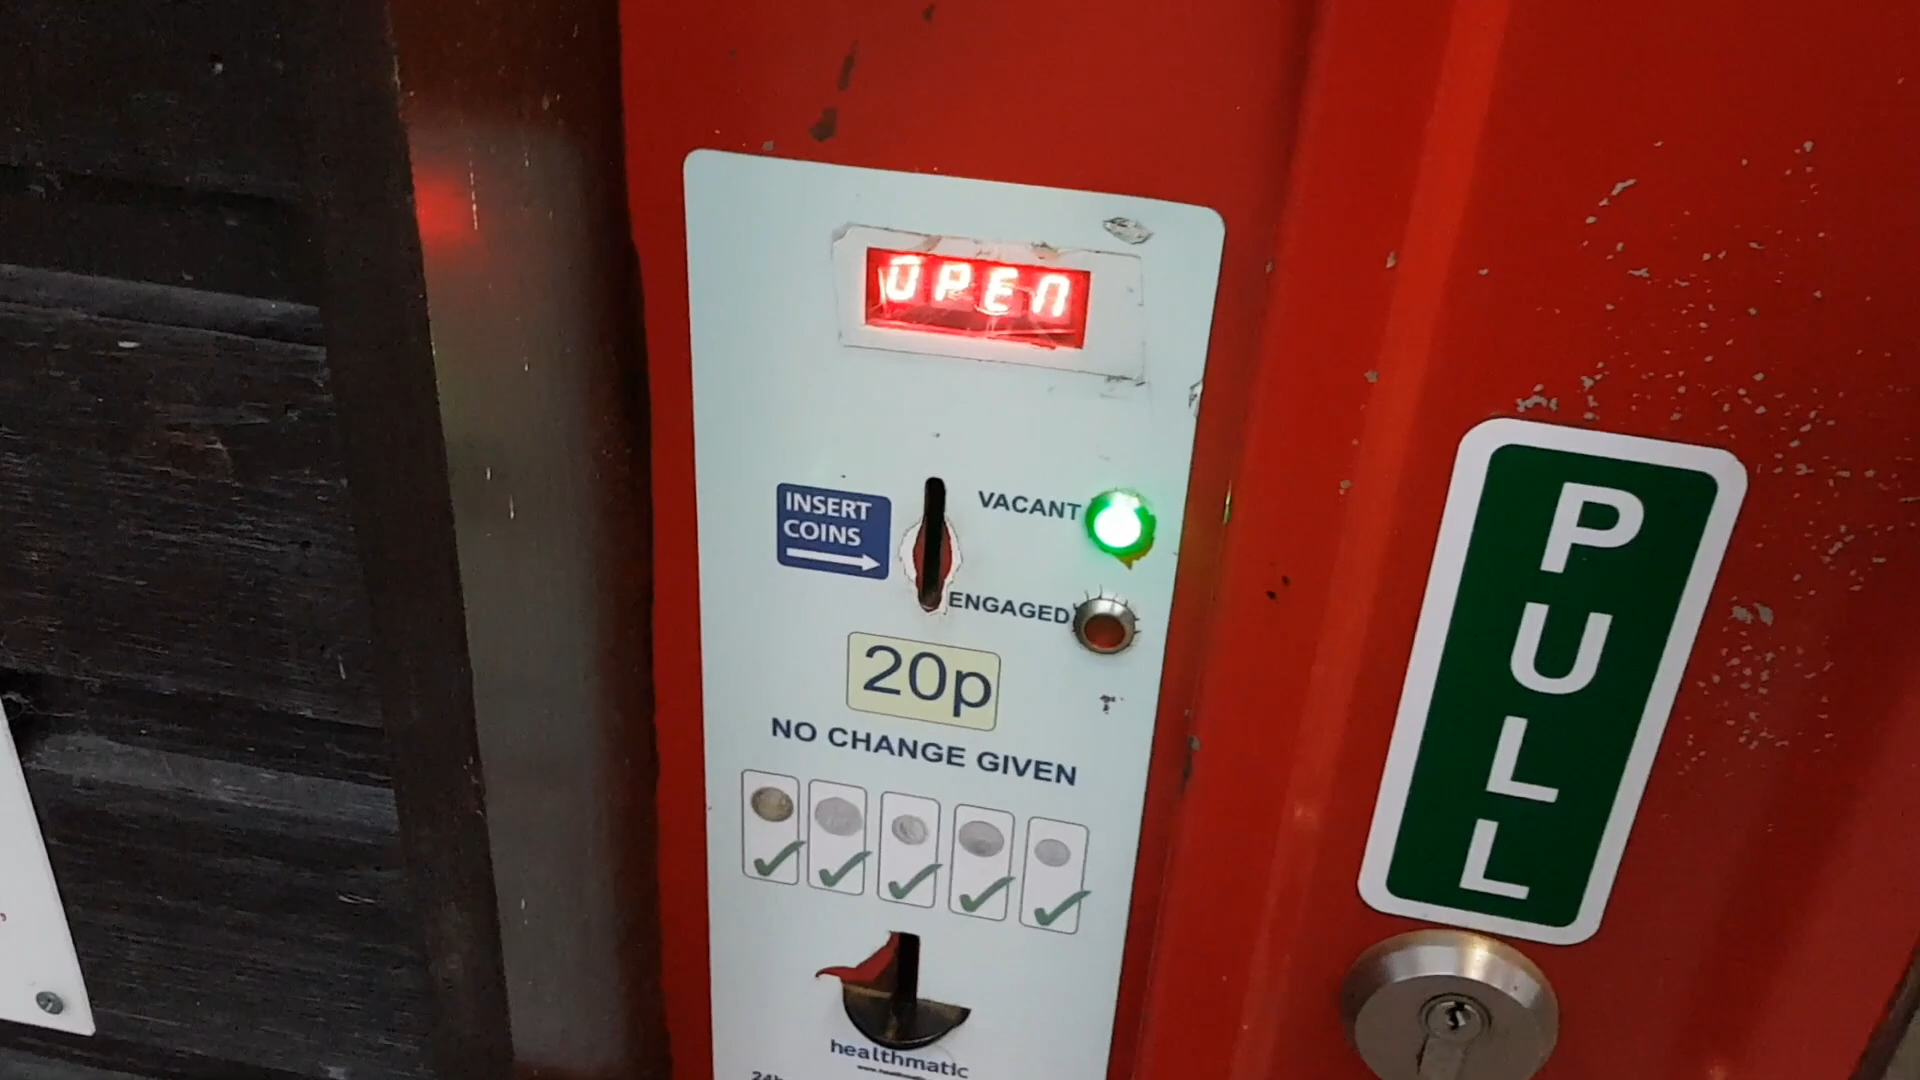 OPEN
INSERT
COINS
VACANT
ENGAGED
20p
NO CHANGE GIVEN
healthmatic
PULL